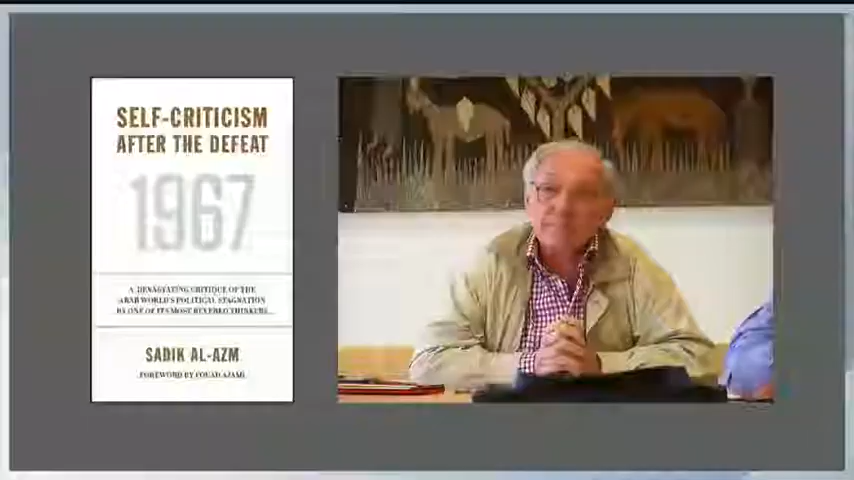 SELF-CRITICISM
AFTER THE DEFEAT
1967
A DEVASTATING CRITIQUE OF THE
ARAB WORLD'S POLITICAL STAGNATION
BY ONE OF ITS MOST REVERED THINKERS
SADIK AL-AZM
FOREWORD BY FOUAD AJAMI